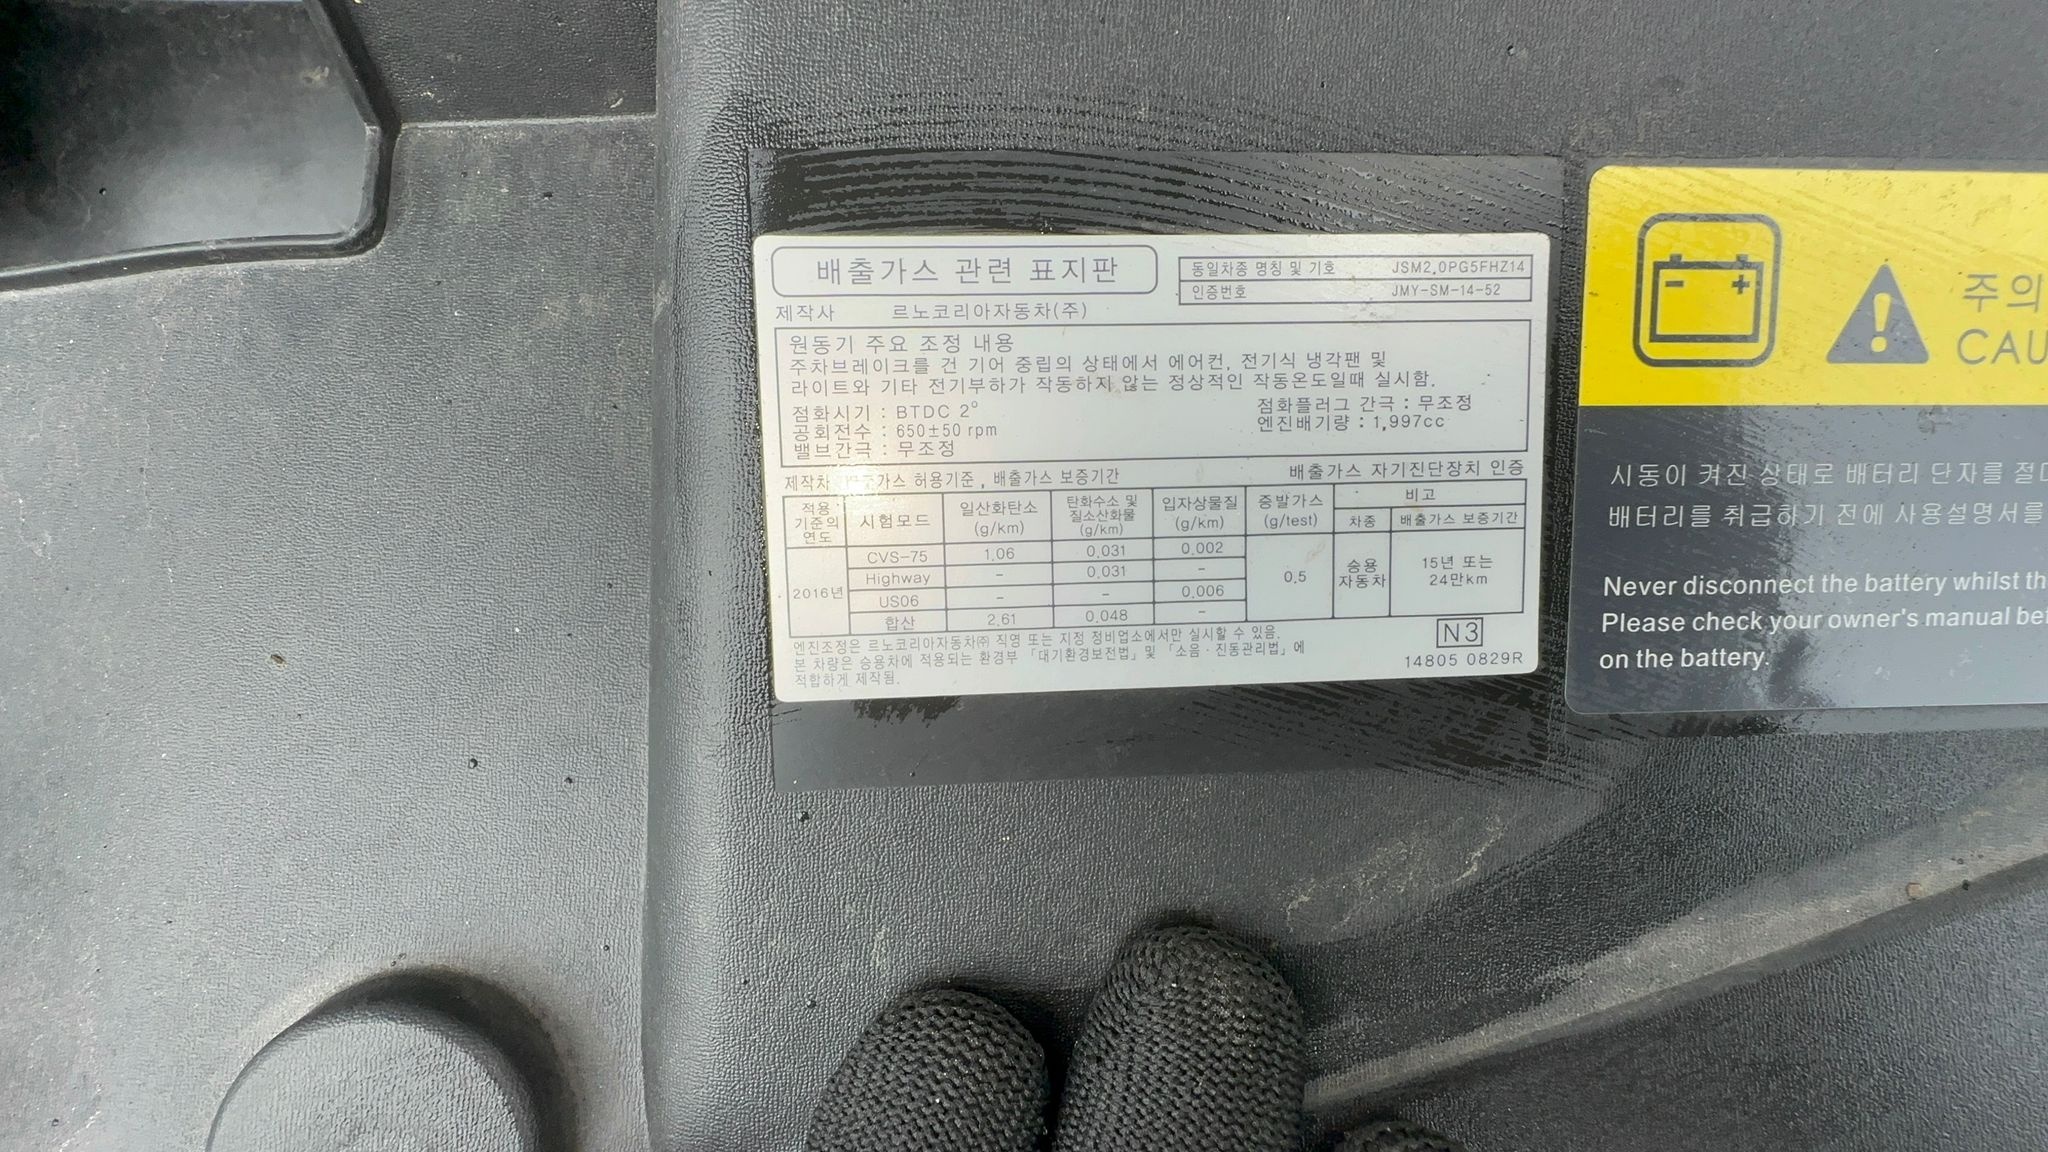 배출가스 관련 표지판
동일차종 명칭 및 기호 JSM2.0PG5FHZ14
인증번호 JMY-SM-14-52
제작사 르노코리아자동차(주)
원동기 주요 조정 내용
주차브레이크를 건 기어 중립의 상태에서 에어컨, 전기식 냉각팬 및
라이트와 기타 전기부하가 작동하지 않는 정상적인 작동온도일때 실시함.
점화시기 : BTDC 2° 점화플러그 간극 : 무조정
공회전수 : 650±50 rpm 엔진배기량 : 1,997cc
밸브간극 : 무조정
제작차 허용기준, 배출가스 보증기간 배출가스 자기진단장치 인증
적용 기준의 연도 시험모드 일산화탄소 (g/km) 탄화수소 및 질소산화물 (g/km) 입자상물질 (g/km) 증발가스 (g/test) 비고
차종 배출가스 보증기간
2016년 CVS-75 1.06 0.031 0.002 0.5 승용 자동차 15년 또는 24만km
Highway - 0.031 -
US06 - - 0.006
합산 2.61 0.048 -
엔진조정은 르노코리아자동차㈜ 직영 또는 지정 정비업소에서만 실시할 수 있음.
본 차량은 승용차에 적용되는 환경부 「대기환경보전법」 및 「소음·진동관리법」에
적합하게 제작됨.
N3
14805 0829R
주의
CAU
시동이 켜진 상태로 배터리 단자를
배터리를 취급하기 전에 사용설명서를
Never disconnect the battery whilst
Please check your owner's manual
on the battery.